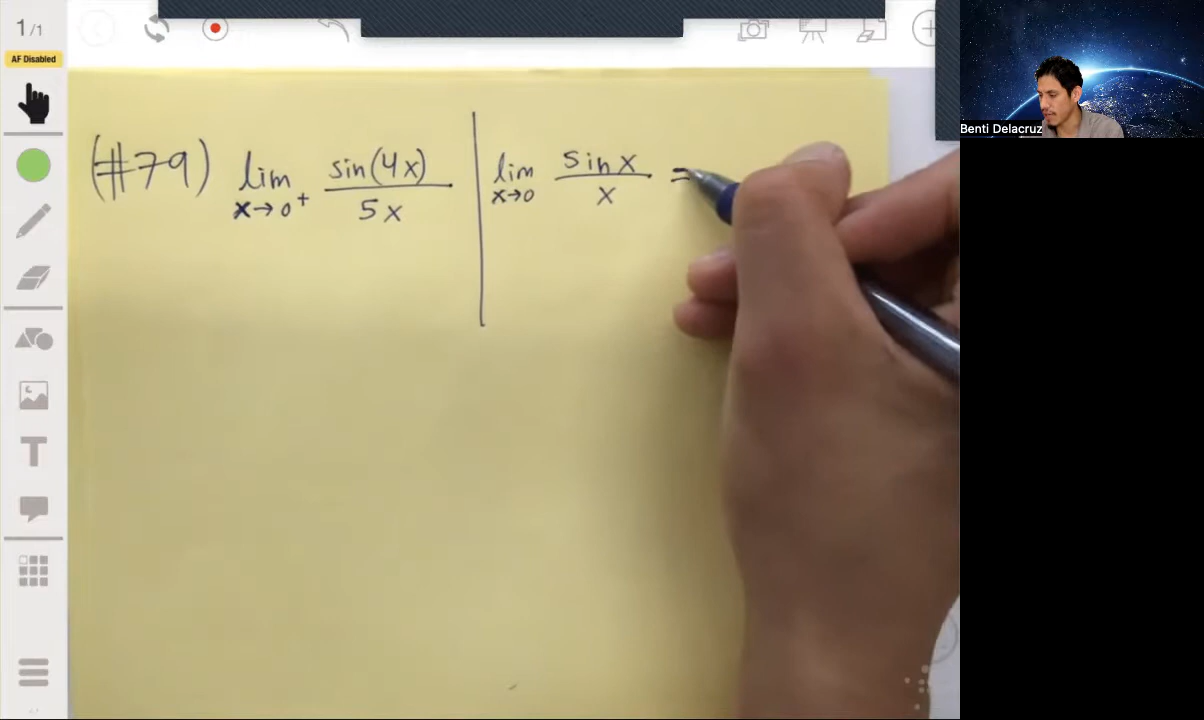 1/1
AF Disabled
Benti Delacruz
(#79) lim x→0⁺ sin(4x)/5x
lim x→0 sin x/x =
T